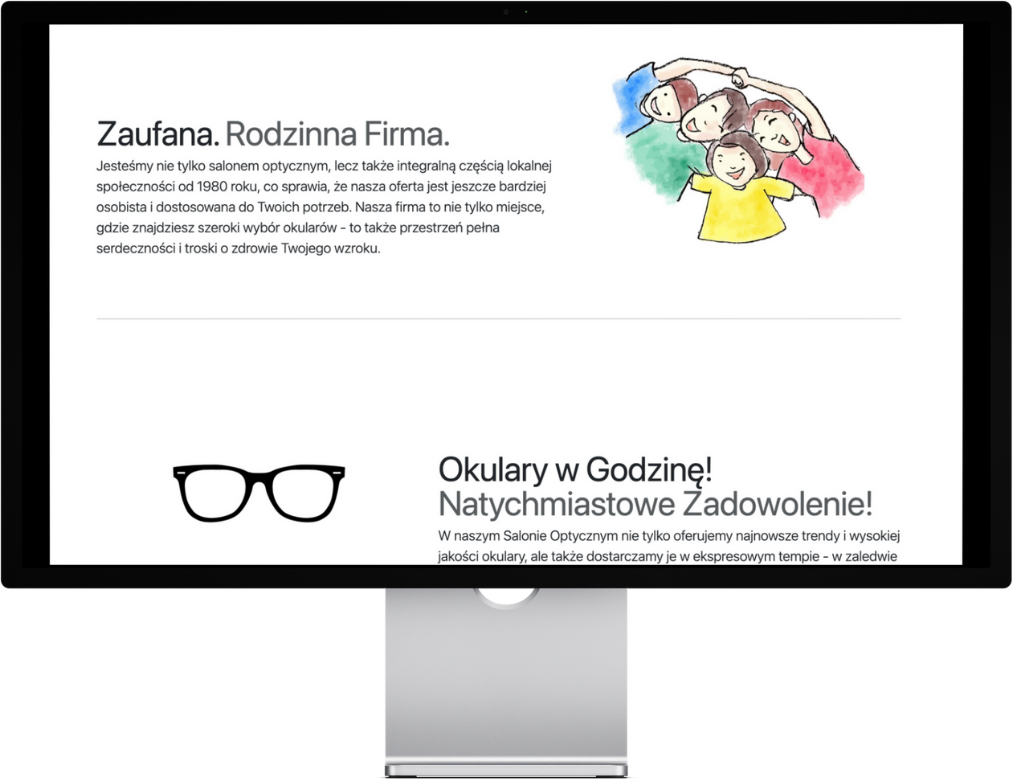 Zaufana. Rodzinna Firma.
Jesteśmy nie tylko salonem optycznym, lecz także integralną częścią lokalnej
społeczności od 1980 roku, co sprawia, że nasza oferta jest jeszcze bardziej
osobista i dostosowana do Twoich potrzeb. Nasza firma to nie tylko miejsce,
gdzie znajdziesz szeroki wybór okularów - to także przestrzeń pełna
serdeczności i troski o zdrowie Twojego wzroku.
Okulary w Godzinę!
Natychmiastowe Zadowolenie!
W naszym Salonie Optycznym nie tylko oferujemy najnowsze trendy i wysokiej
jakości okulary, ale także dostarczamy je w ekspresowym tempie - w zaledwie